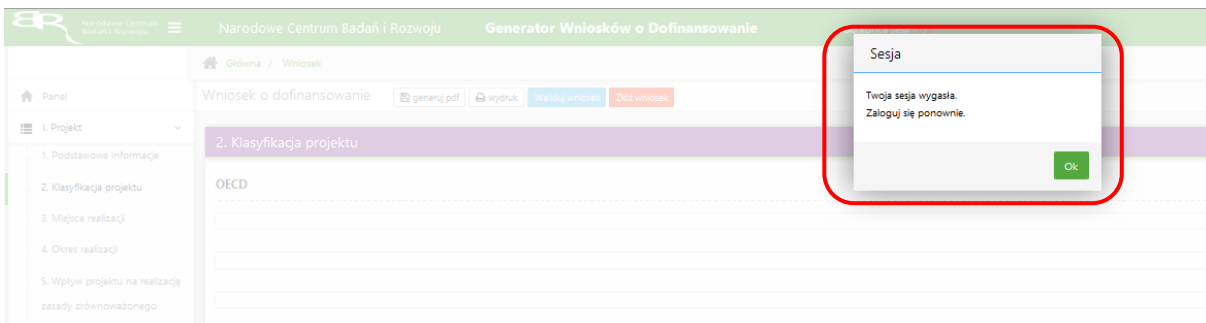 Narodowe Centrum
Badań i Rozwoju
Narodowe Centrum Badań i Rozwoju
Generator Wniosków o Dofinansowanie
Główna / Wniosek
Panel
Wniosek o dofinansowanie
generuj pdf
wydruk
Waliduj wniosek
Złóż wniosek
I. Projekt
1. Podstawowe informacje
2. Klasyfikacja projektu
3. Miejsce realizacji
4. Okres realizacji
5. Wpływ projektu na realizację
zasady zrównoważonego
2. Klasyfikacja projektu
OECD
Sesja
Twoja sesja wygasła.
Zaloguj się ponownie.
Ok